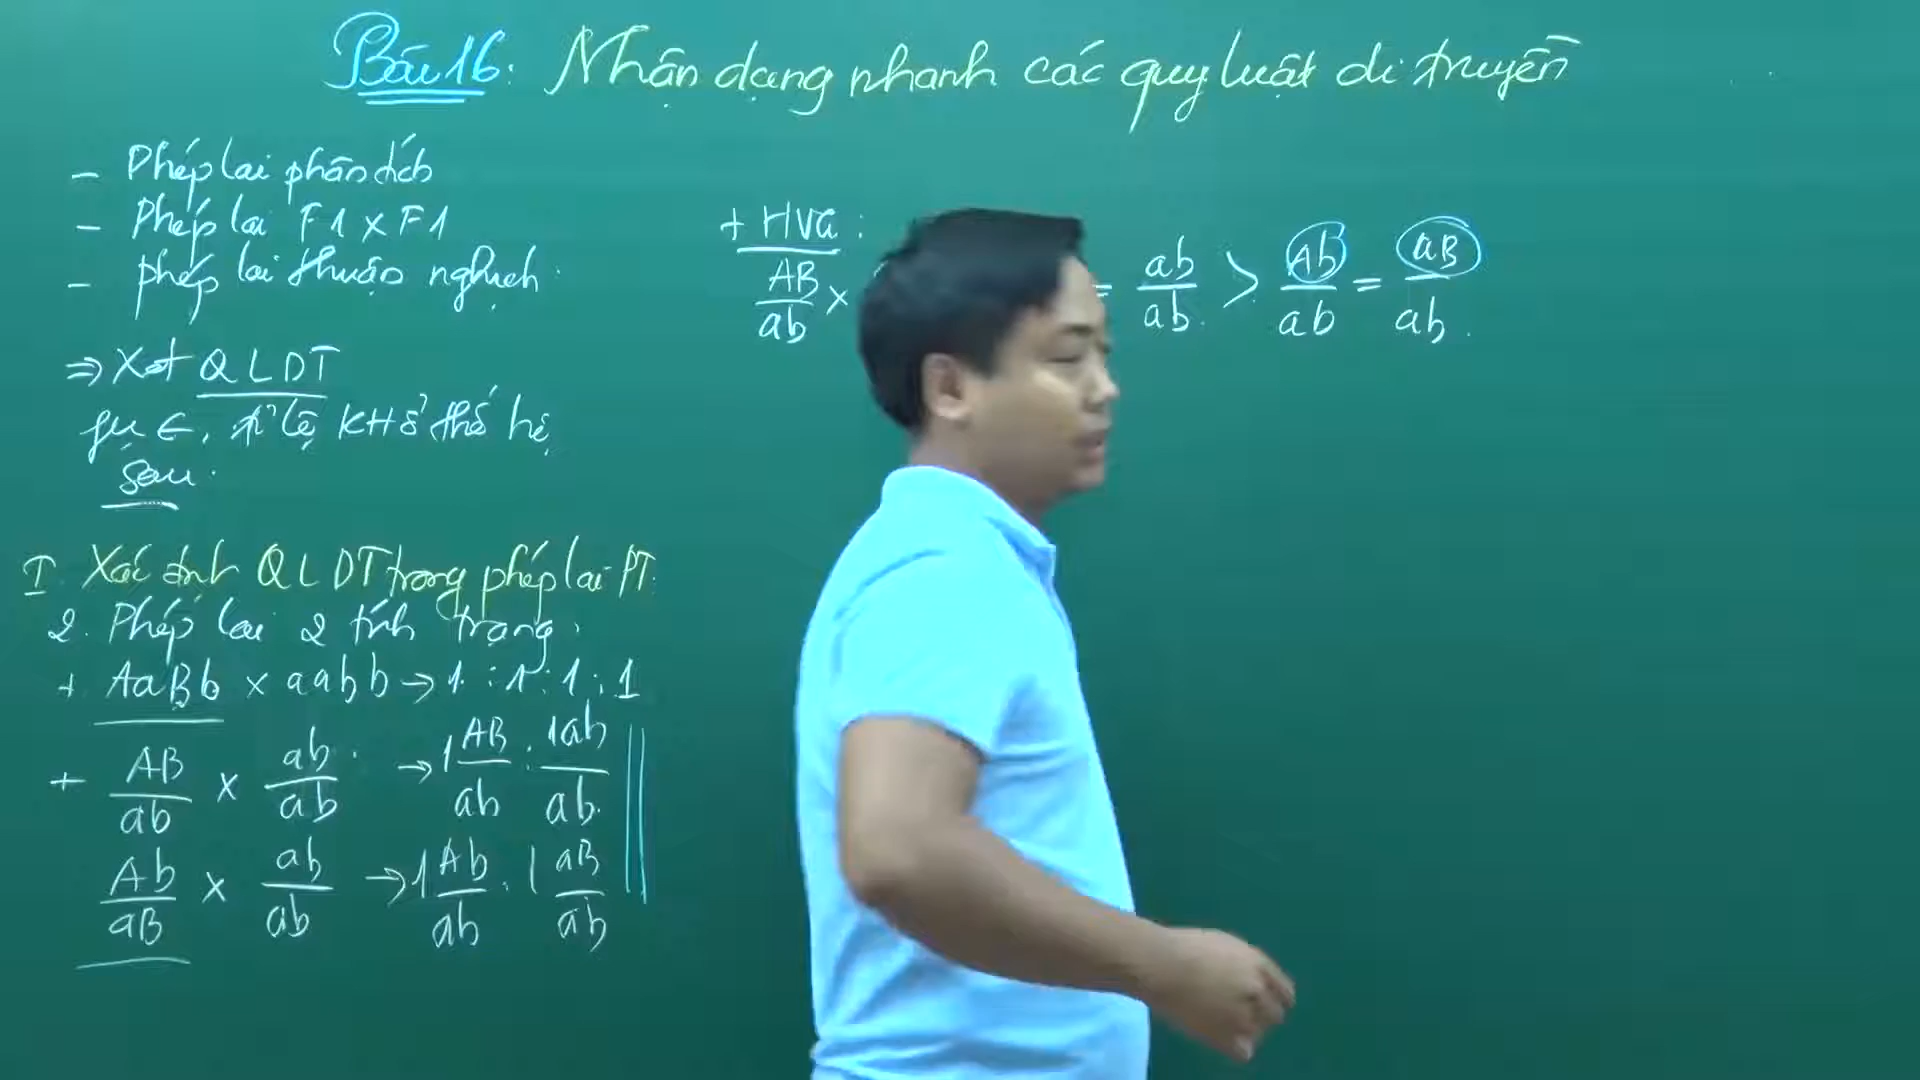 Bài 16: Nhận dạng nhanh các quy luật di truyền
- Phép lai phân tích
- Phép lai F1 x F1
- phép lai thuận nghịch.
⇒ Xét QLDT
tỉ lệ KH ở thế hệ
sau.
I. Xác định QLDT trong phép lai PT.
2. Phép lai 2 tính trạng.
+ AaBb x aabb → 1 : 1 : 1 : 1
+ AB/ab x ab/ab → 1 AB/ab : 1 ab/ab.
Ab/aB x ab/ab → 1 Ab/ab : 1 aB/ab
+ HVG:
AB/ab x = ab/ab > Ab/ab = aB/ab.